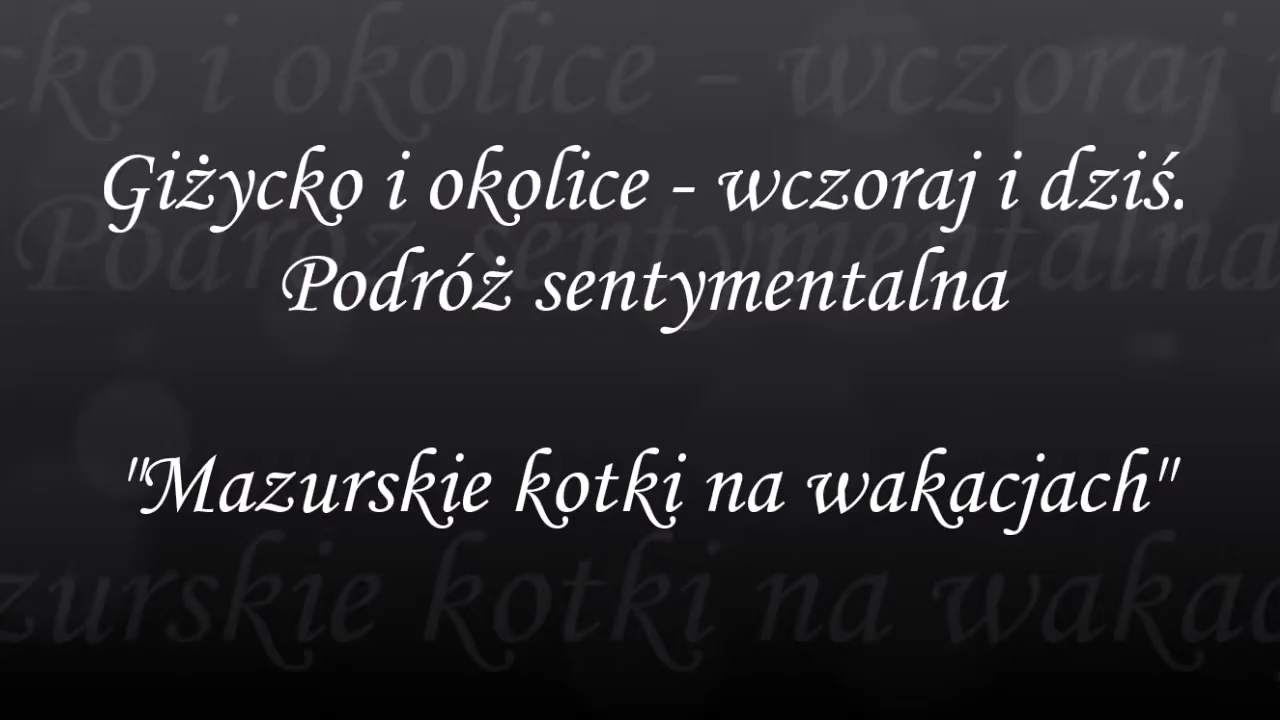 Giżycko i okolice - wczoraj i dziś.
Podróż sentymentalna
"Mazurskie kotki na wakacjach"